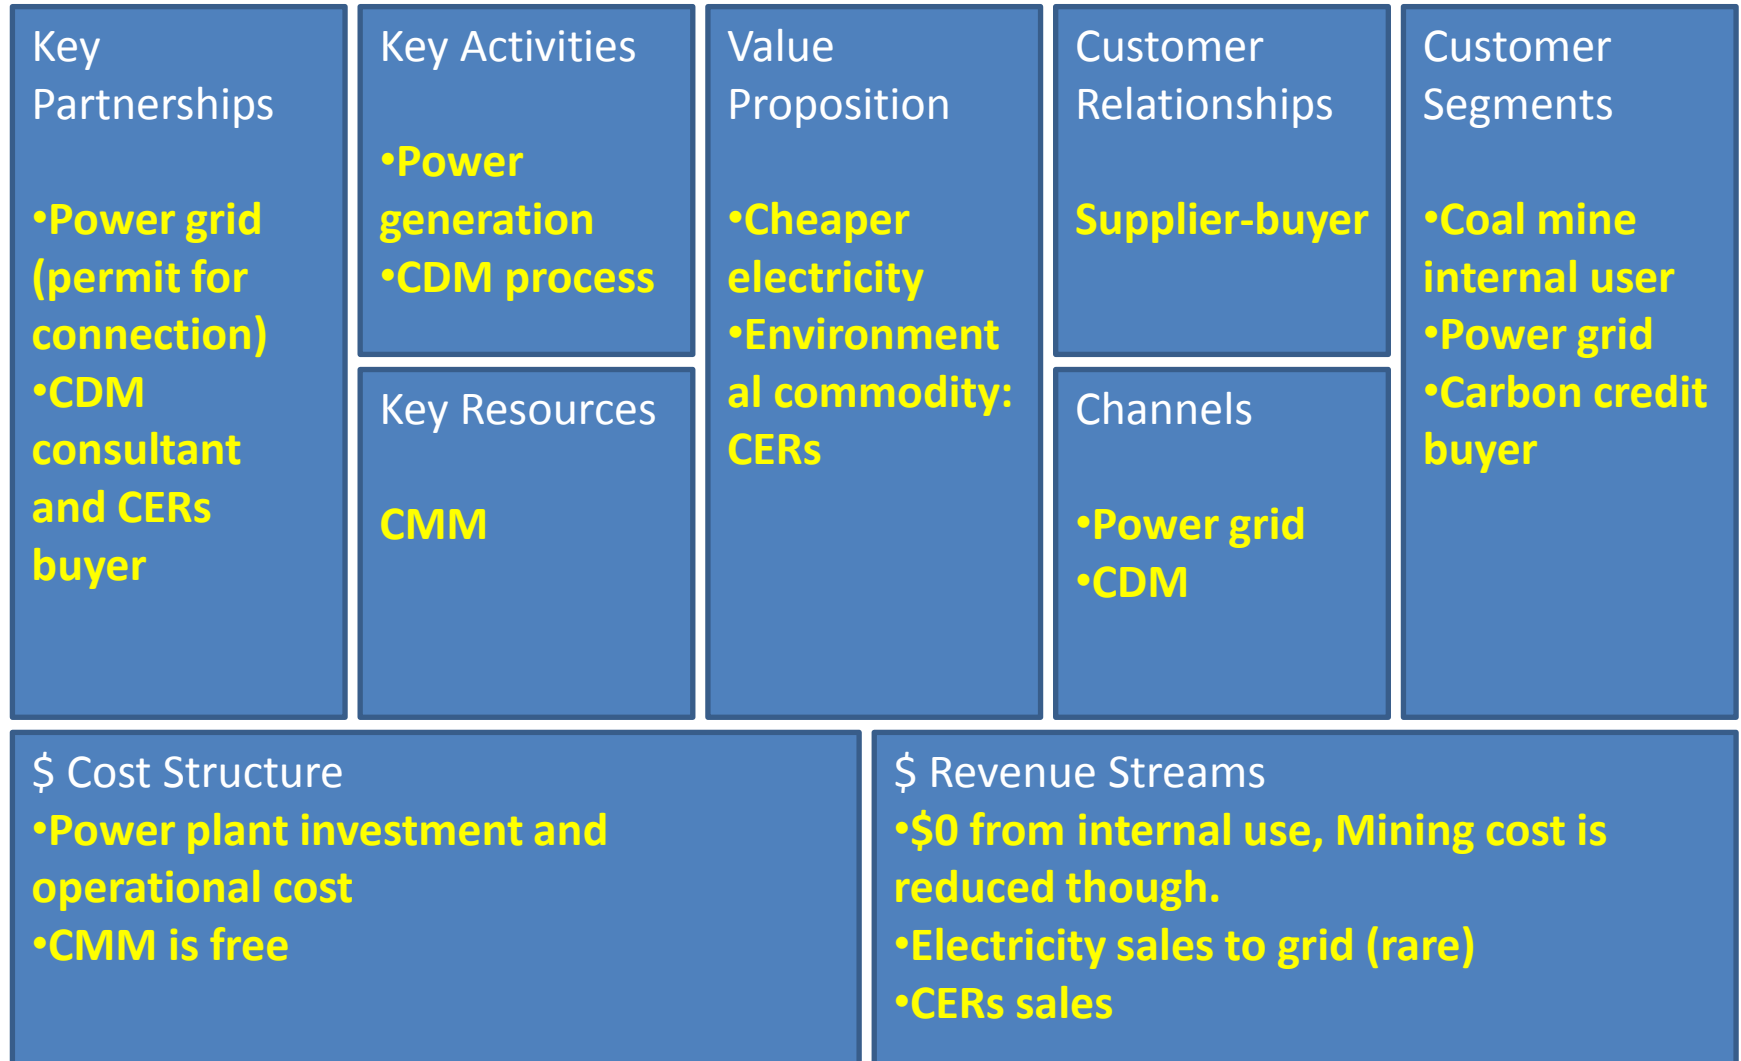 Key
Partnerships
•Power grid
(permit for
connection)
•CDM
consultant
and CERs
buyer
Key Activities
•Power
generation
•CDM process
Key Resources
CMM
Value
Proposition
•Cheaper
electricity
•Environment
al commodity:
CERs
Customer
Relationships
Supplier-buyer
Channels
•Power grid
•CDM
Customer
Segments
•Coal mine
internal user
•Power grid
•Carbon credit
buyer
$ Cost Structure
•Power plant investment and
operational cost
•CMM is free
$ Revenue Streams
•$0 from internal use, Mining cost is
reduced though.
•Electricity sales to grid (rare)
•CERs sales